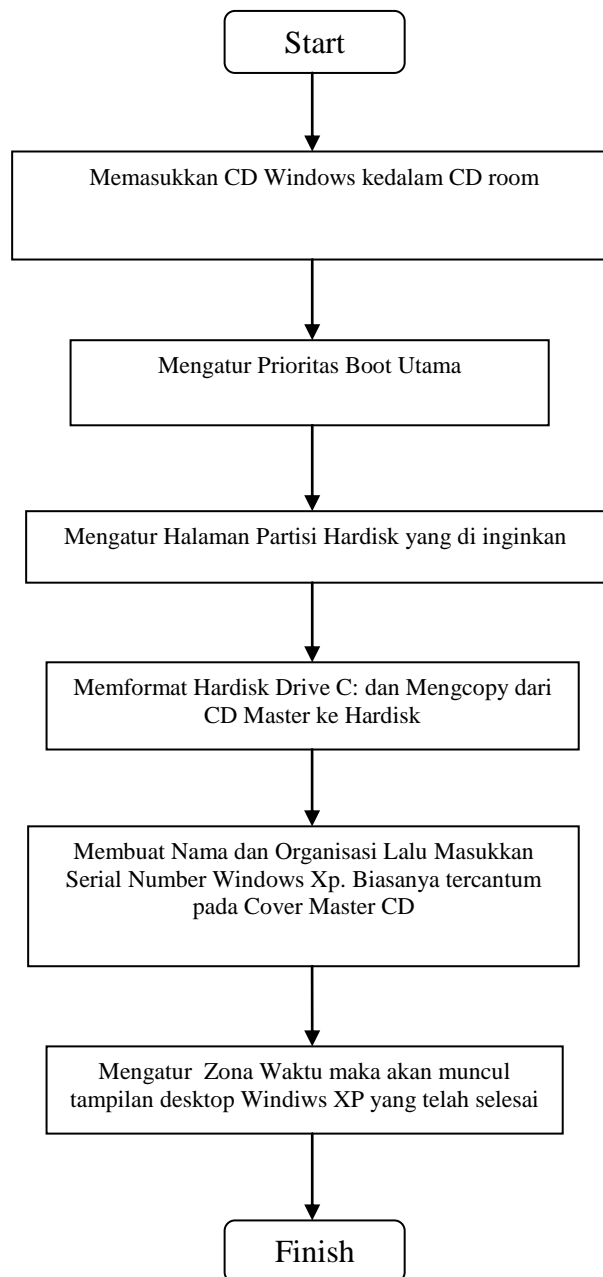 Start
Memasukkan CD Windows kedalam CD room
Mengatur Prioritas Boot Utama
Mengatur Halaman Partisi Hardisk yang di inginkan
Memformat Hardisk Drive C: dan Mengcopy dari
CD Master ke Hardisk
Membuat Nama dan Organisasi Lalu Masukkan
Serial Number Windows Xp. Biasanya tercantum
pada Cover Master CD
Mengatur  Zona Waktu maka akan muncul
tampilan desktop Windiws XP yang telah selesai
Finish